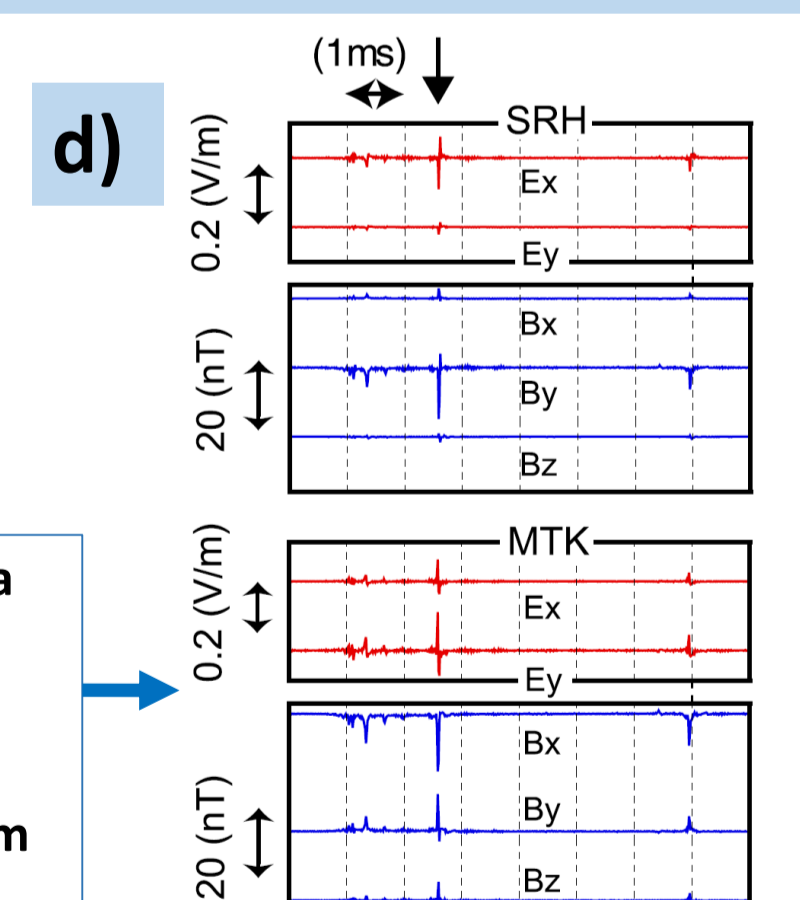 d)
(1ms)
SRH
0.2 (V/m)
Ex
Ey
20 (nT)
Bx
By
Bz
MTK
0.2 (V/m)
Ex
Ey
20 (nT)
Bx
By
Bz
a
m